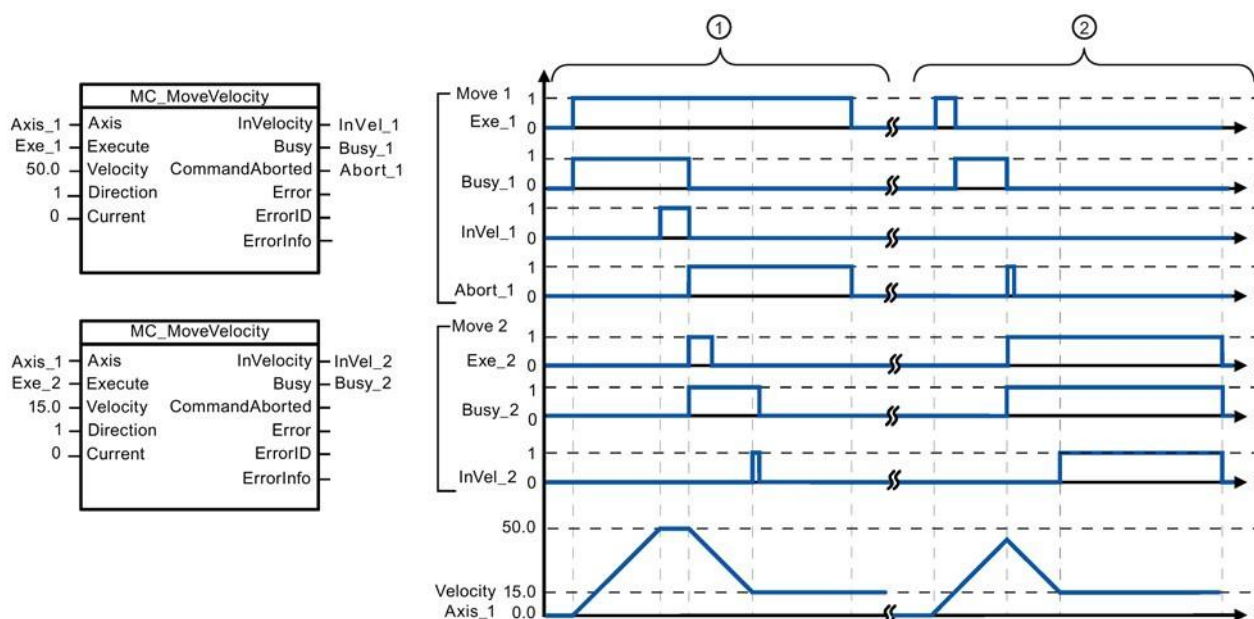 MC_MoveVelocity
Axis_1 Axis InVelocity InVel_1
Exe_1 Execute Busy Busy_1
50.0 Velocity CommandAborted Abort_1
1 Direction Error
0 Current ErrorID
ErrorInfo
MC_MoveVelocity
Axis_1 Axis InVelocity InVel_2
Exe_2 Execute Busy Busy_2
15.0 Velocity CommandAborted
1 Direction Error
0 Current ErrorID
ErrorInfo
1 2
Move 1
1
Exe_1 0
1
Busy_1 0
1
InVel_1 0
1
Abort_1 0
Move 2
1
Exe_2 0
1
Busy_2 0
1
InVel_2 0
50.0
Velocity 15.0
Axis_1 0.0